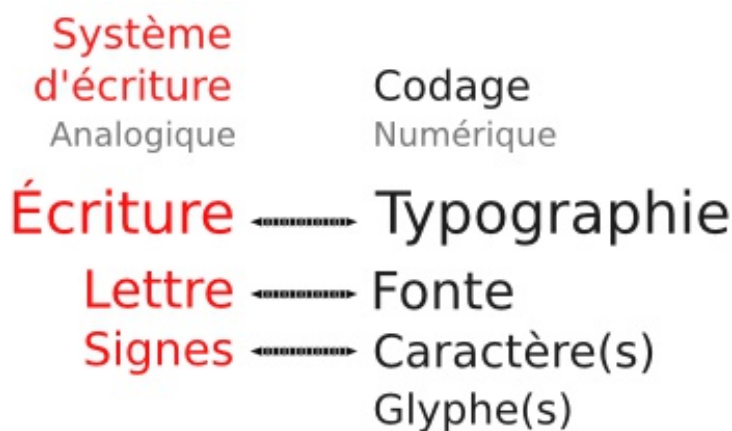 Système
d'écriture Codage
Analogique Numérique
Écriture Typographie
Lettre Fonte
Signes Caractère(s)
Glyphe(s)